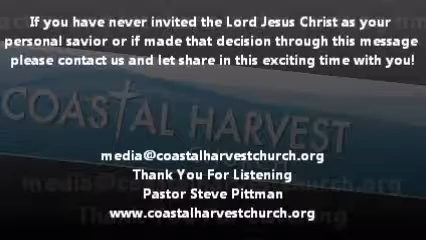 If you have never invited the Lord Jesus Christ as your
personal savior or if made that decision through this message
please contact us and let share in this exciting time with you!
COASTAL HARVEST
media@coastalharvestchurch.org
Thank You For Listening
Pastor Steve Pittman
www.coastalharvestchurch.org